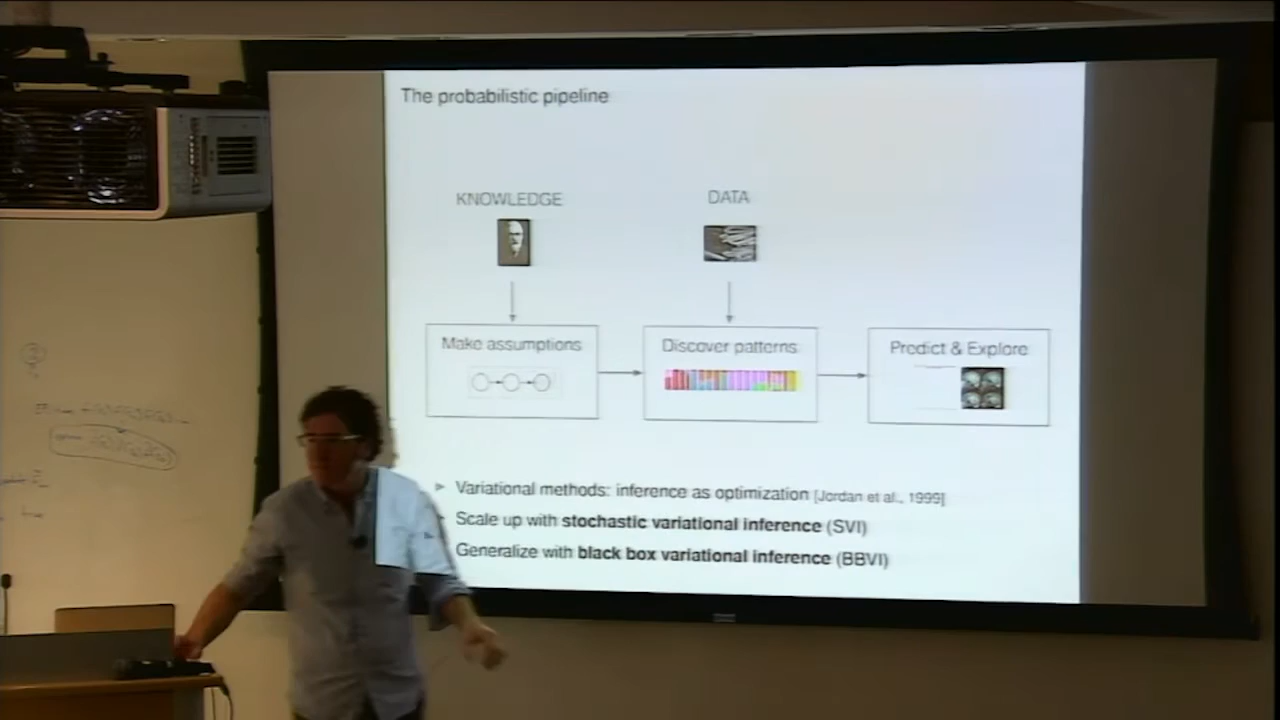 The probabilistic pipeline
KNOWLEDGE
DATA
Make assumptions
Discover patterns
Predict & Explore
Variational methods: inference as optimization [Jordan et al., 1999]
Scale up with stochastic variational inference (SVI)
Generalize with black box variational inference (BBVI)